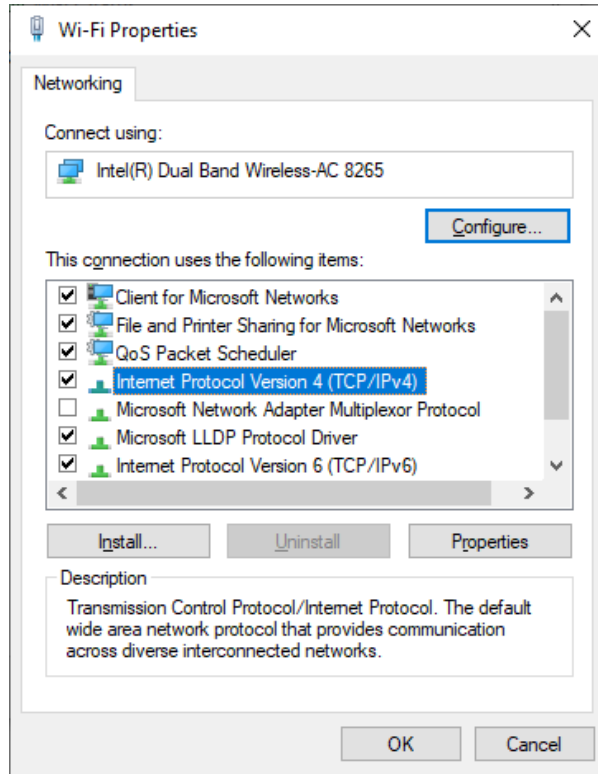 Wi-Fi Properties
Networking
Connect using:
Intel(R) Dual Band Wireless-AC 8265
Configure...
This connection uses the following items:
Client for Microsoft Networks
File and Printer Sharing for Microsoft Networks
QoS Packet Scheduler
Internet Protocol Version 4 (TCP/IPv4)
Microsoft Network Adapter Multiplexor Protocol
Microsoft LLDP Protocol Driver
Internet Protocol Version 6 (TCP/IPv6)
Install...
Uninstall
Properties
Description
Transmission Control Protocol/Internet Protocol. The default
wide area network protocol that provides communication
across diverse interconnected networks.
OK
Cancel